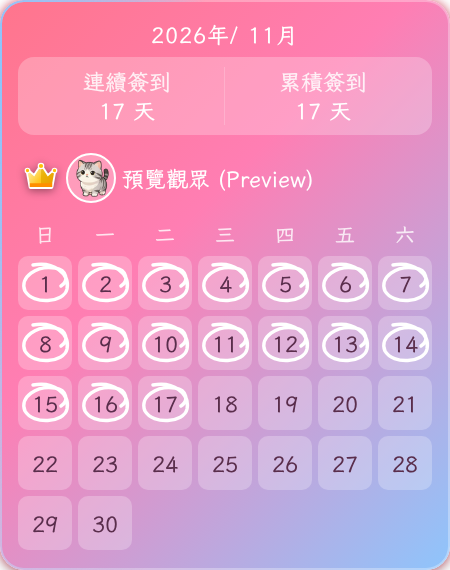 2026年/ 11月
連續簽到 累積簽到
17 天 17 天
預覽觀眾 (Preview)
日 一 二 三 四 五 六
1 2 3 4 5 6 7
8 9 10 11 12 13 14
15 16 17 18 19 20 21
22 23 24 25 26 27 28
29 30